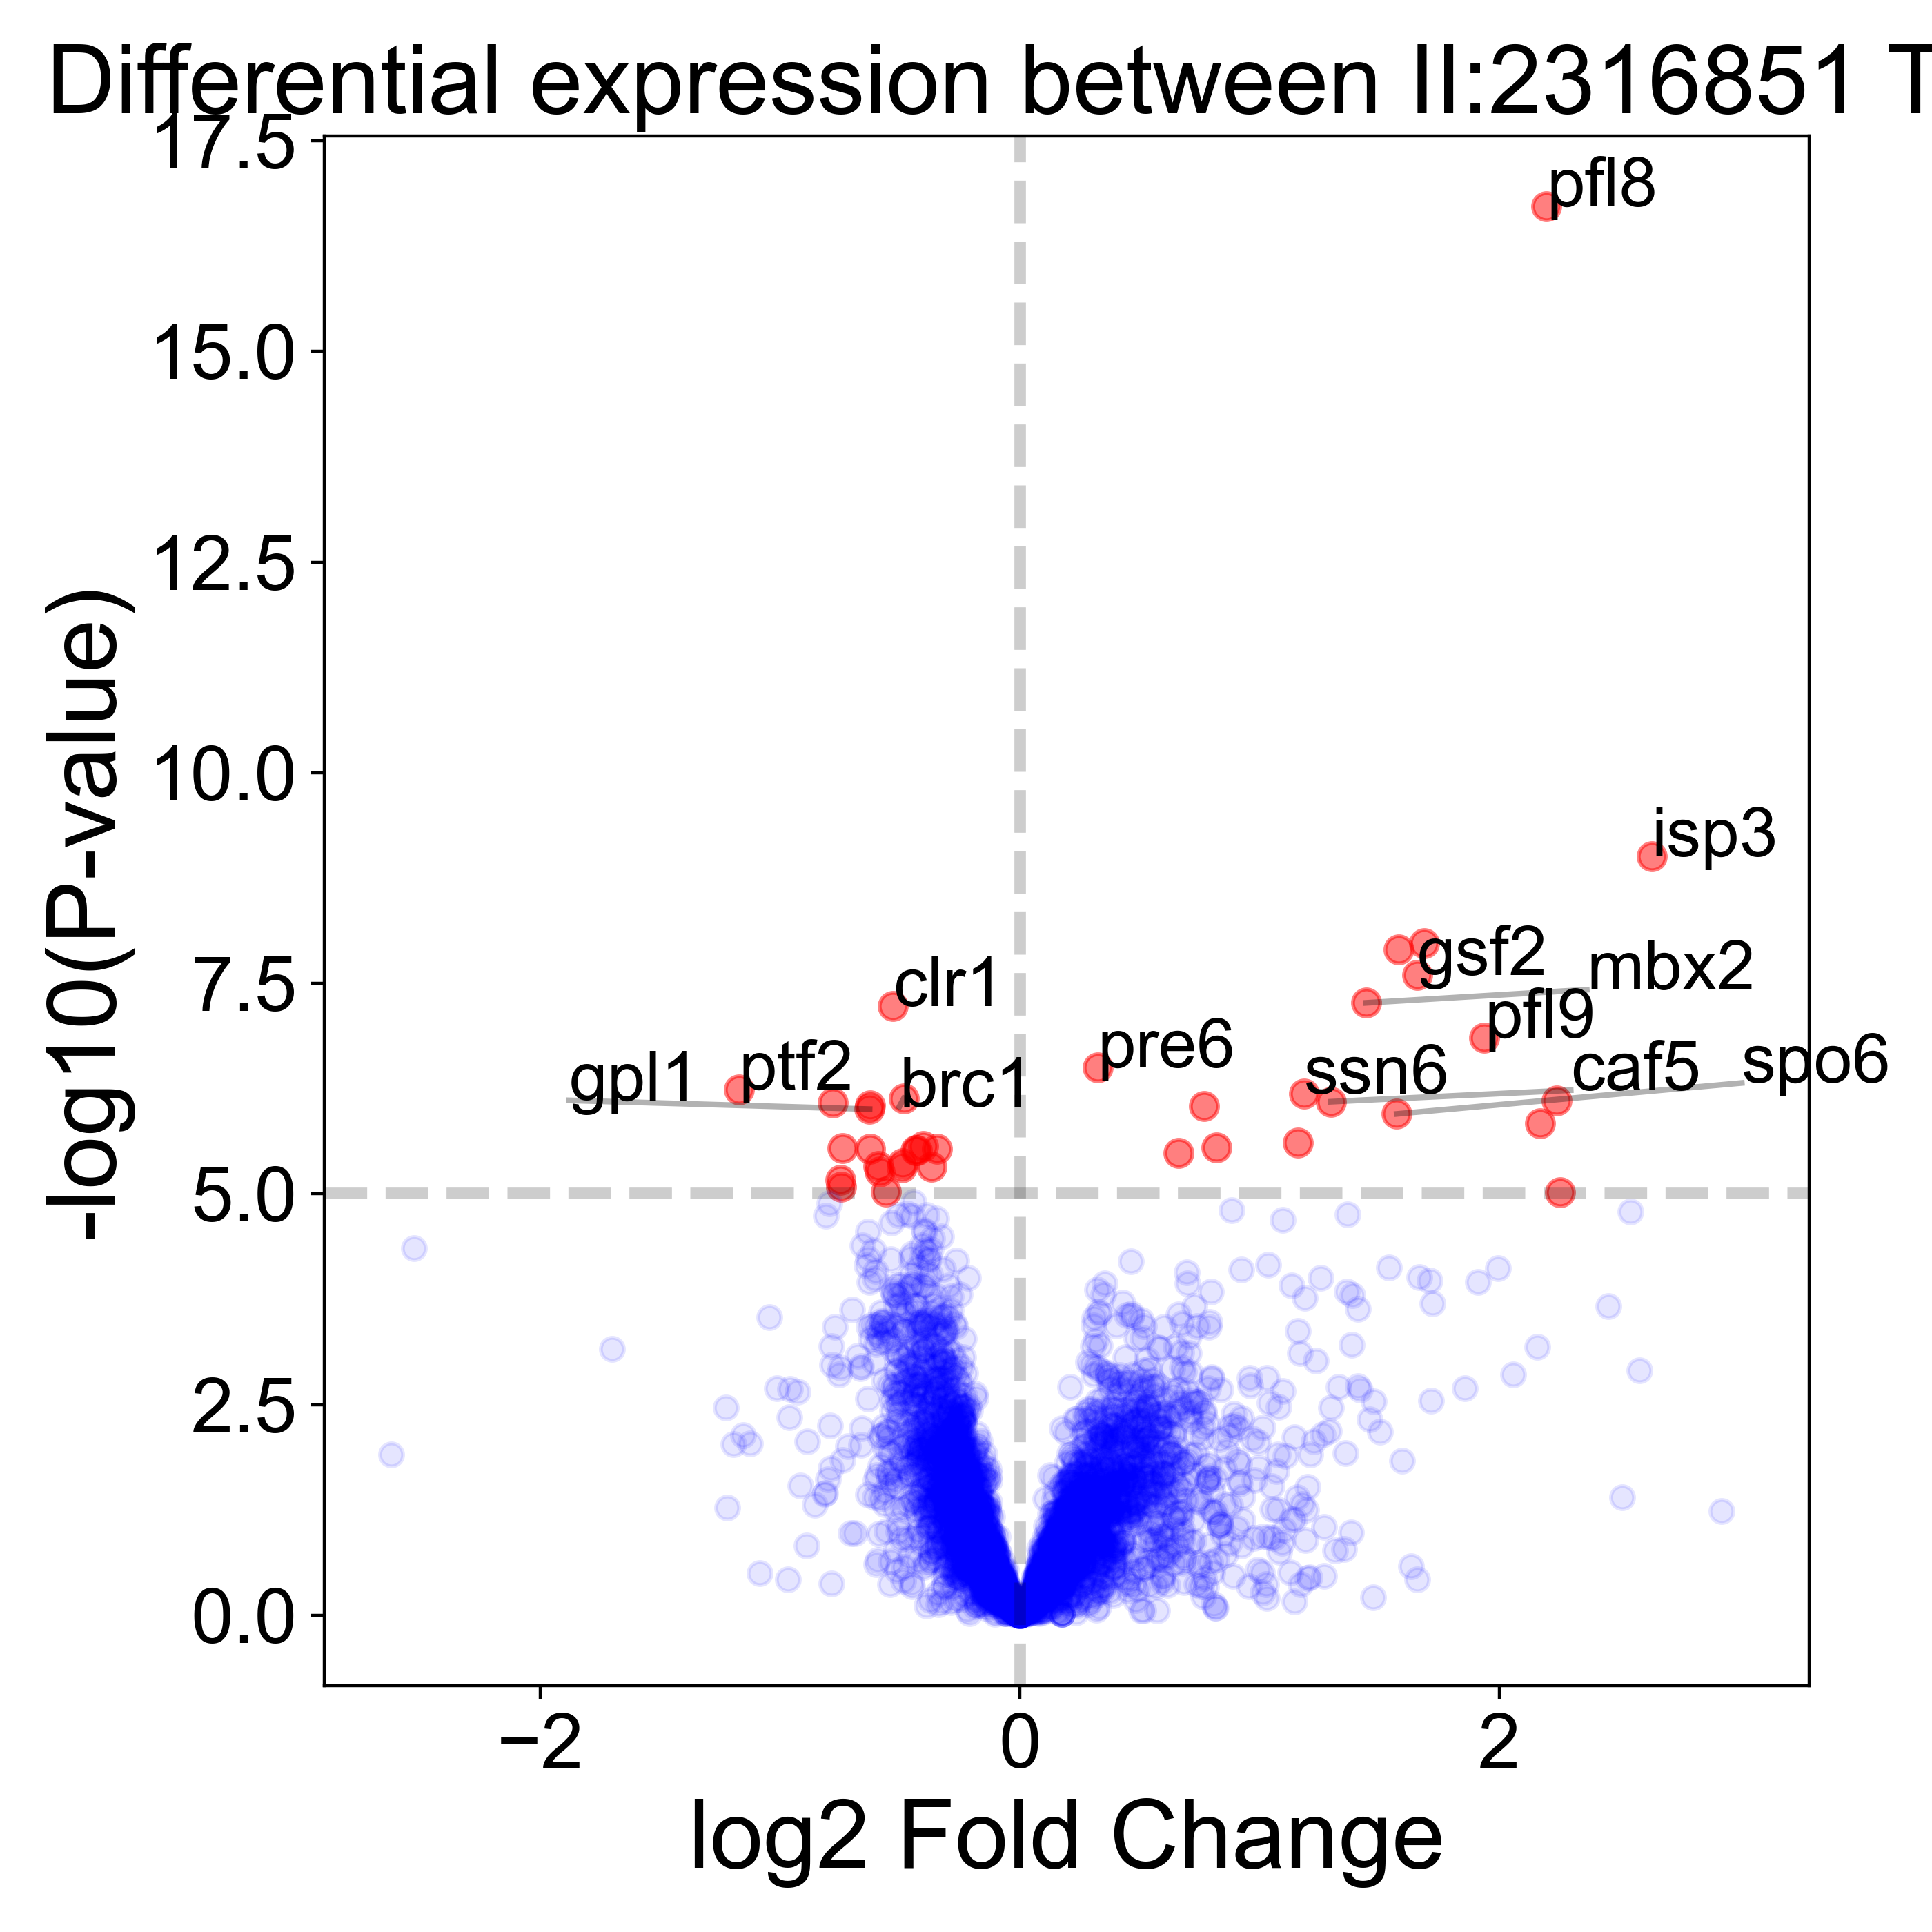 Differential expression between II:2316851 T
17.5
15.0
12.5
10.0
7.5
5.0
2.5
0.0
-log10(P-value)
pfl8
isp3
gsf2
mbx2
clr1
pfl9
pre6
ptf2
gpl1
brc1
ssn6
caf5
spo6
−2
0
2
log2 Fold Change